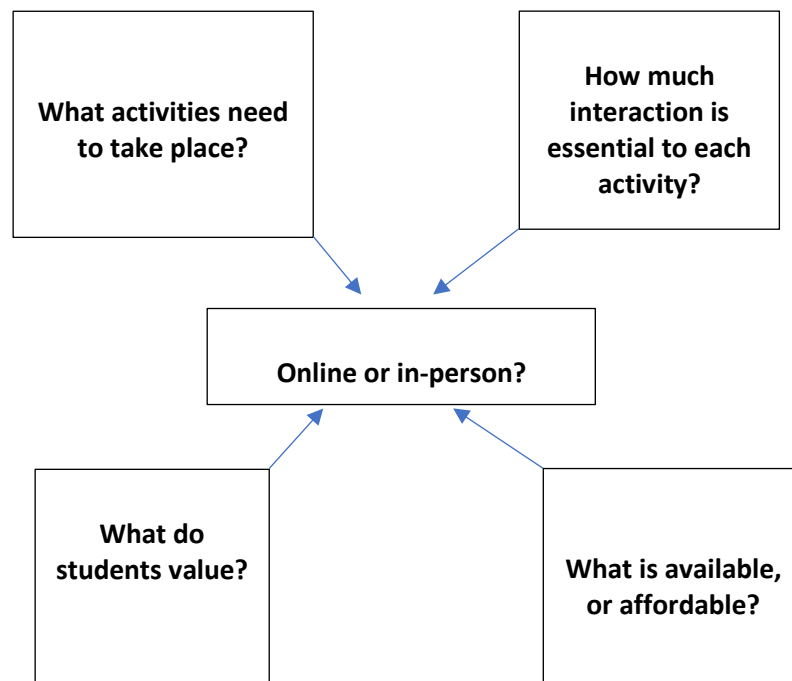 What activities need
to take place?
How much
interaction is
essential to each
activity?
Online or in-person?
What do
students value?
What is available,
or affordable?